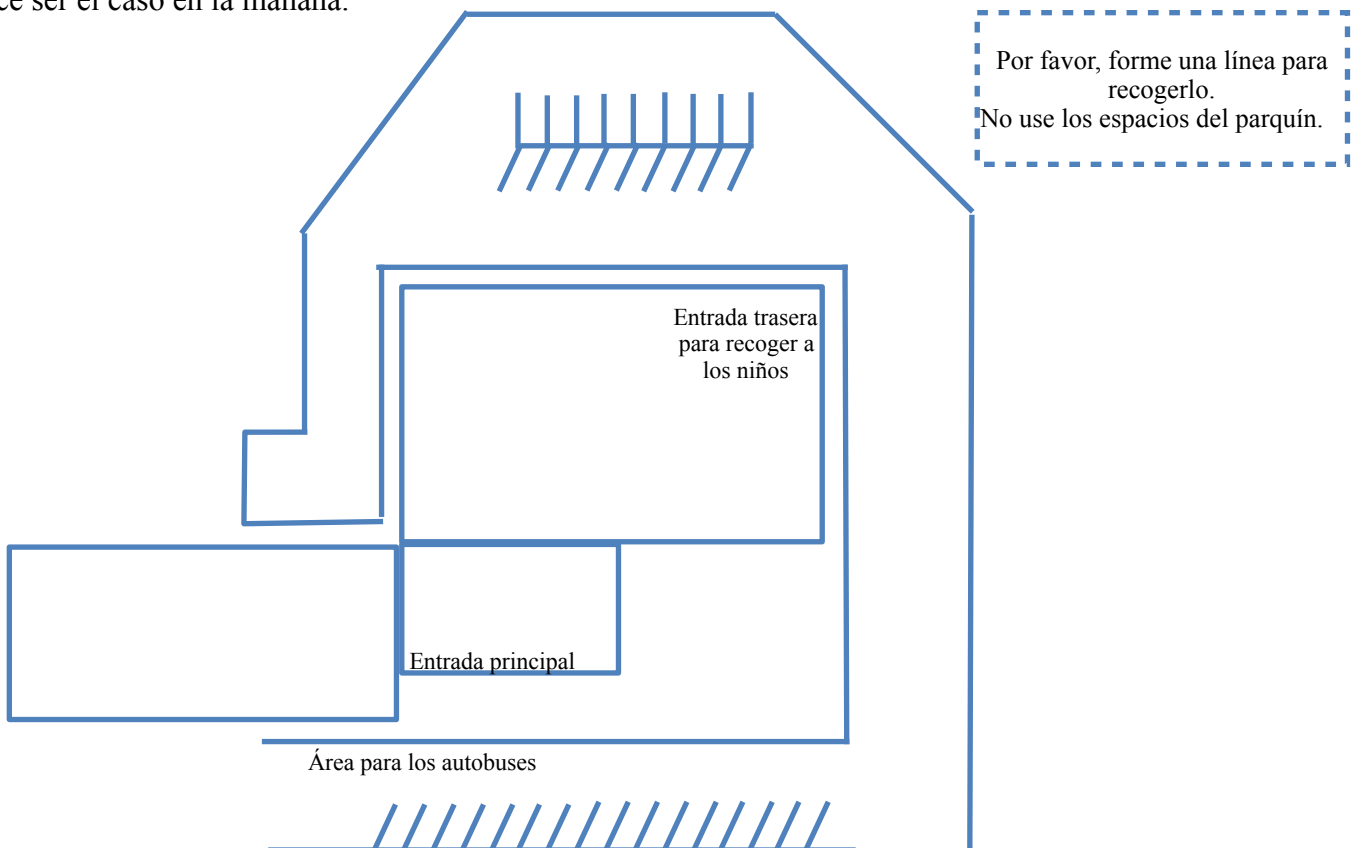 ser el caso en la mañana.
Por favor, forme una línea para
recogerlo.
No use los espacios del parquín.
Entrada trasera
para recoger a
los niños
Entrada principal
Área para los autobuses